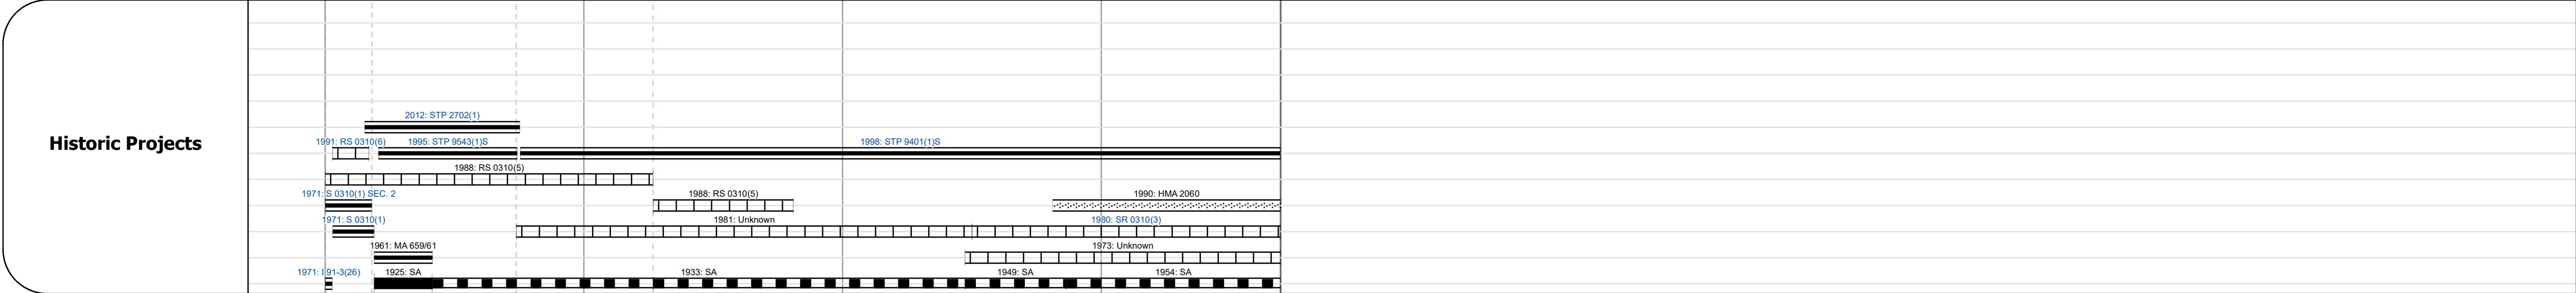 Historic Projects
2012: STP 2702(1)
1991: RS 0310(6) 1995: STP 9543(1)S 1998: STP 9401(1)S
1988: RS 0310(5)
1971: S 0310(1) SEC. 2 1988: RS 0310(5) 1990: HMA 2060
1971: S 0310(1) 1981: Unknown 1980: SR 0310(3)
1961: MA 659/61 1973: Unknown
1971: I 91-3(26) 1925: SA 1933: SA 1949: SA 1954: SA